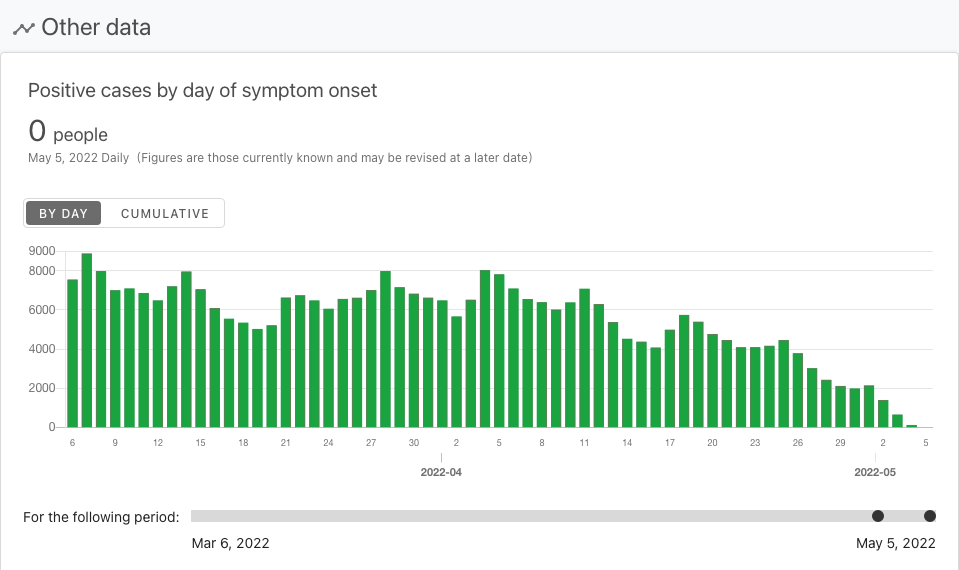 Other data
Positive cases by day of symptom onset
0 people
May 5, 2022 Daily (Figures are those currently known and may be revised at a later date)
BY DAY CUMULATIVE
9000
8000
6000
4000
2000
0
6 9 12 15 18 21 24 27 30 2 5 8 11 14 17 20 23 26 29 2 5
2022-04 2022-05
For the following period:
Mar 6, 2022 May 5, 2022